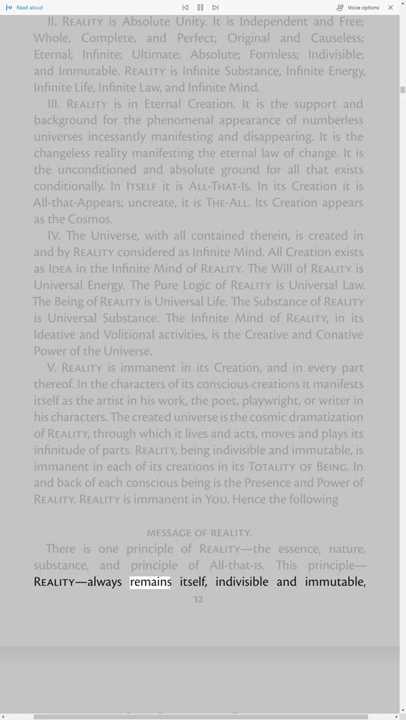 Read aloud
Voice options
II. REALITY is Absolute Unity. It is Independent and Free;
Whole, Complete, and Perfect; Original and Causeless;
Eternal; Infinite; Ultimate; Absolute; Formless; Indivisible;
and Immutable. REALITY is Infinite Substance, Infinite Energy,
Infinite Life, Infinite Law, and Infinite Mind.
III. REALITY is in Eternal Creation. It is the support and
background for the phenomenal appearance of numberless
universes incessantly manifesting and disappearing. It is the
changeless reality manifesting the eternal law of change. It is
the unconditioned and absolute ground for all that exists
conditionally. In ITSELF it is ALL-THAT-IS. In its Creation it is
All-that-Appears; uncreate, it is THE-ALL. Its Creation appears
as the Cosmos.
IV. The Universe, with all contained therein, is created in
and by REALITY considered as Infinite Mind. All Creation exists
as IDEA in the Infinite Mind of REALITY. The Will of REALITY is
Universal Energy. The Pure Logic of REALITY is Universal Law.
The Being of REALITY is Universal Life. The Substance of REALITY
is Universal Substance. The Infinite Mind of REALITY, in its
Ideative and Volitional activities, is the Creative and Conative
Power of the Universe.
V. REALITY is immanent in its Creation, and in every part
thereof. In the characters of its conscious creations it manifests
itself as the artist in his work, the poet, playwright, or writer in
his characters. The created universe is the cosmic dramatization
of REALITY, through which it lives and acts, moves and plays its
infinitude of parts. REALITY, being indivisible and immutable, is
immanent in each of its creations in its TOTALITY OF BEING. In
and back of each conscious being is the Presence and Power of
REALITY. REALITY is immanent in YOU. Hence the following
MESSAGE OF REALITY.
There is one principle of REALITY—the essence, nature,
substance, and principle of All-that-IS. This principle—
REALITY—always remains itself, indivisible and immutable,
12